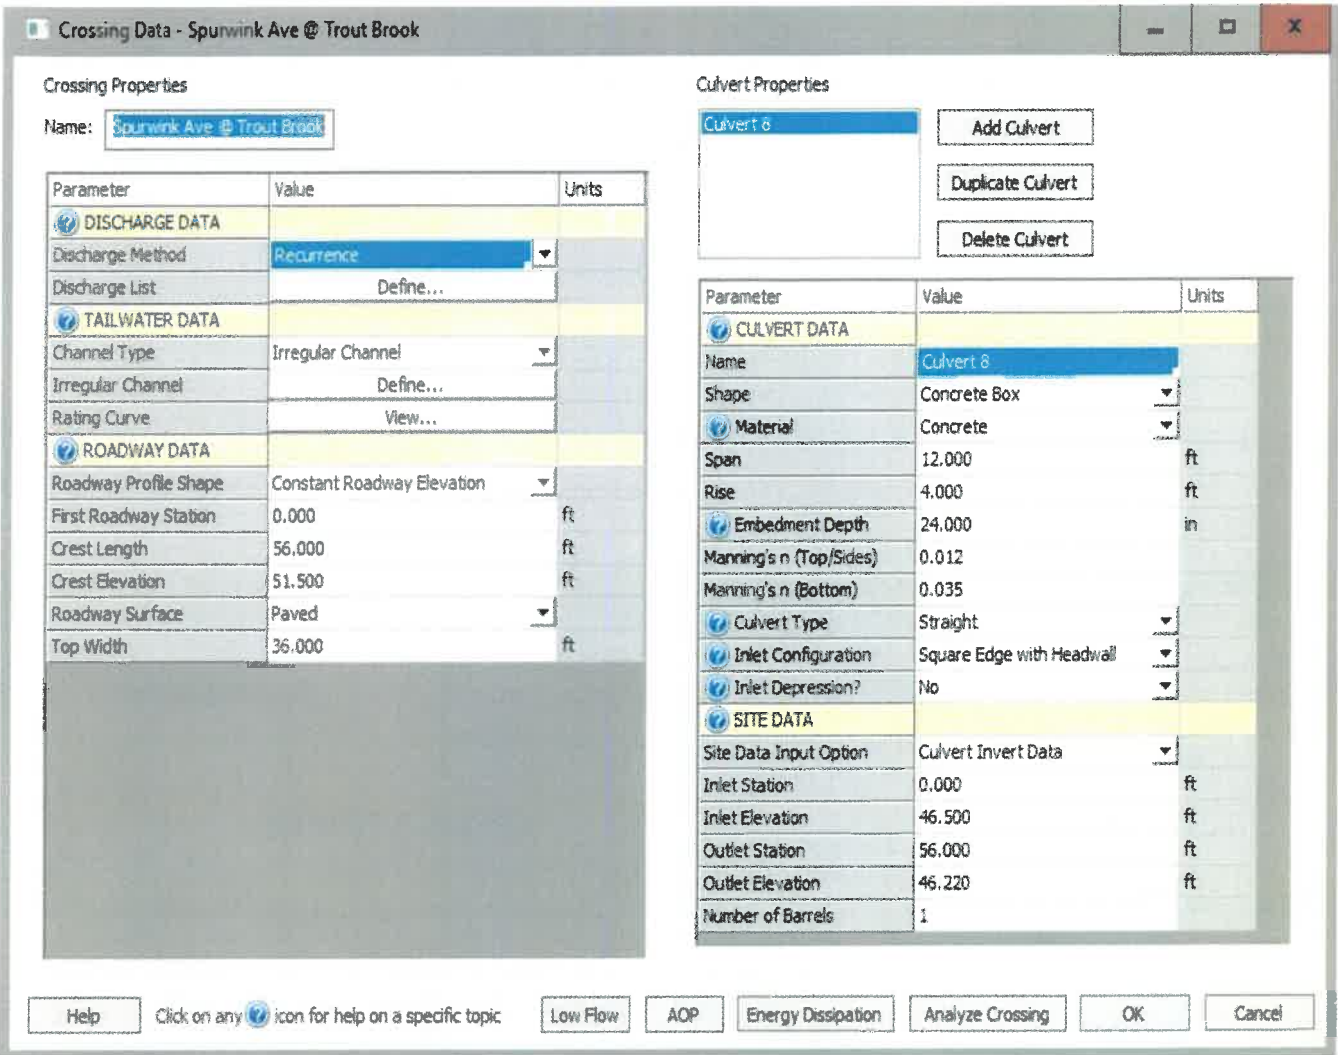 Crossing Data - Spurwink Ave @ Trout Brook
Crossing Properties
Name: Spurwink Ave @ Trout Brook
Parameter Value Units
DISCHARGE DATA
Discharge Method Recurrence
Discharge List Define...
TAILWATER DATA
Channel Type Irregular Channel
Irregular Channel Define...
Rating Curve View...
ROADWAY DATA
Roadway Profile Shape Constant Roadway Elevation
First Roadway Station 0.000 ft
Crest Length 56.000 ft
Crest Elevation 51.500 ft
Roadway Surface Paved
Top Width 36.000 ft
Culvert Properties
Culvert 8
Add Culvert
Duplicate Culvert
Delete Culvert
Parameter Value Units
CULVERT DATA
Name Culvert 8
Shape Concrete Box
Material Concrete
Span 12.000 ft
Rise 4.000 ft
Embedment Depth 24.000 in
Manning's n (Top/Sides) 0.012
Manning's n (Bottom) 0.035
Culvert Type Straight
Inlet Configuration Square Edge with Headwall
Inlet Depression? No
SITE DATA
Site Data Input Option Culvert Invert Data
Inlet Station 0.000 ft
Inlet Elevation 46.500 ft
Outlet Station 56.000 ft
Outlet Elevation 46.220 ft
Number of Barrels 1
Help Click on any ? icon for help on a specific topic Low Flow AOP Energy Dissipation Analyze Crossing OK Cancel